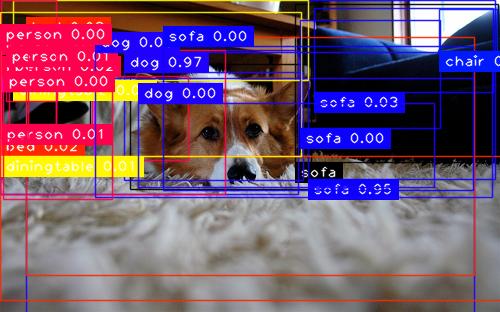 person 0.00
dog 0.0
sofa 0.00
person 0.01
dog 0.97
chair 0
person 0.00
dog 0.00
sofa 0.03
person 0.01
sofa 0.00
bed 0.02
diningtable 0.01
sofa
sofa 0.95